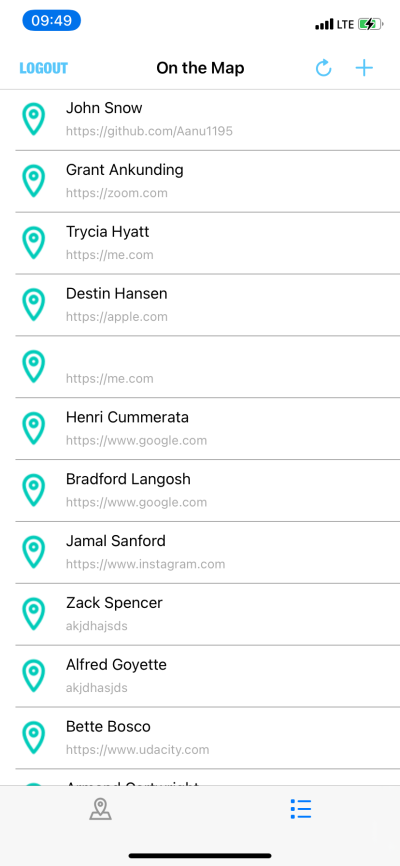 09:49
LTE
LOGOUT
On the Map
John Snow
https://github.com/Aanu1195
Grant Ankunding
https://zoom.com
Trycia Hyatt
https://me.com
Destin Hansen
https://apple.com
https://me.com
Henri Cummerata
https://www.google.com
Bradford Langosh
https://www.google.com
Jamal Sanford
https://www.instagram.com
Zack Spencer
akjdhajsds
Alfred Goyette
akjdhasjds
Bette Bosco
https://www.udacity.com